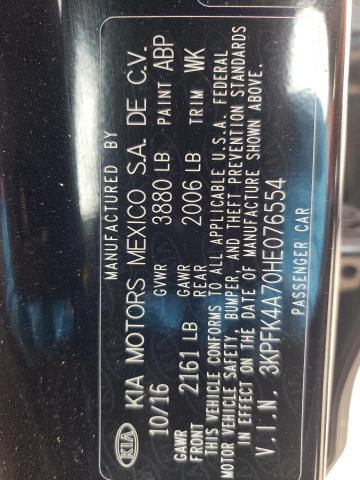 MANUFACTURED BY
KIA KIA MOTORS MEXICO S.A. DE C.V.
10/16 GVWR 3880 LB PAINT ABP
GAWR FRONT 2161 LB GAWR REAR 2006 LB TRIM WK
THIS VEHICLE CONFORMS TO ALL APPLICABLE U.S.A. FEDERAL
MOTOR VEHICLE SAFETY, BUMPER, AND THEFT PREVENTION STANDARDS
IN EFFECT ON THE DATE OF MANUFACTURE SHOWN ABOVE.
V.I.N. 3KPFK4A70HE076554
PASSENGER CAR